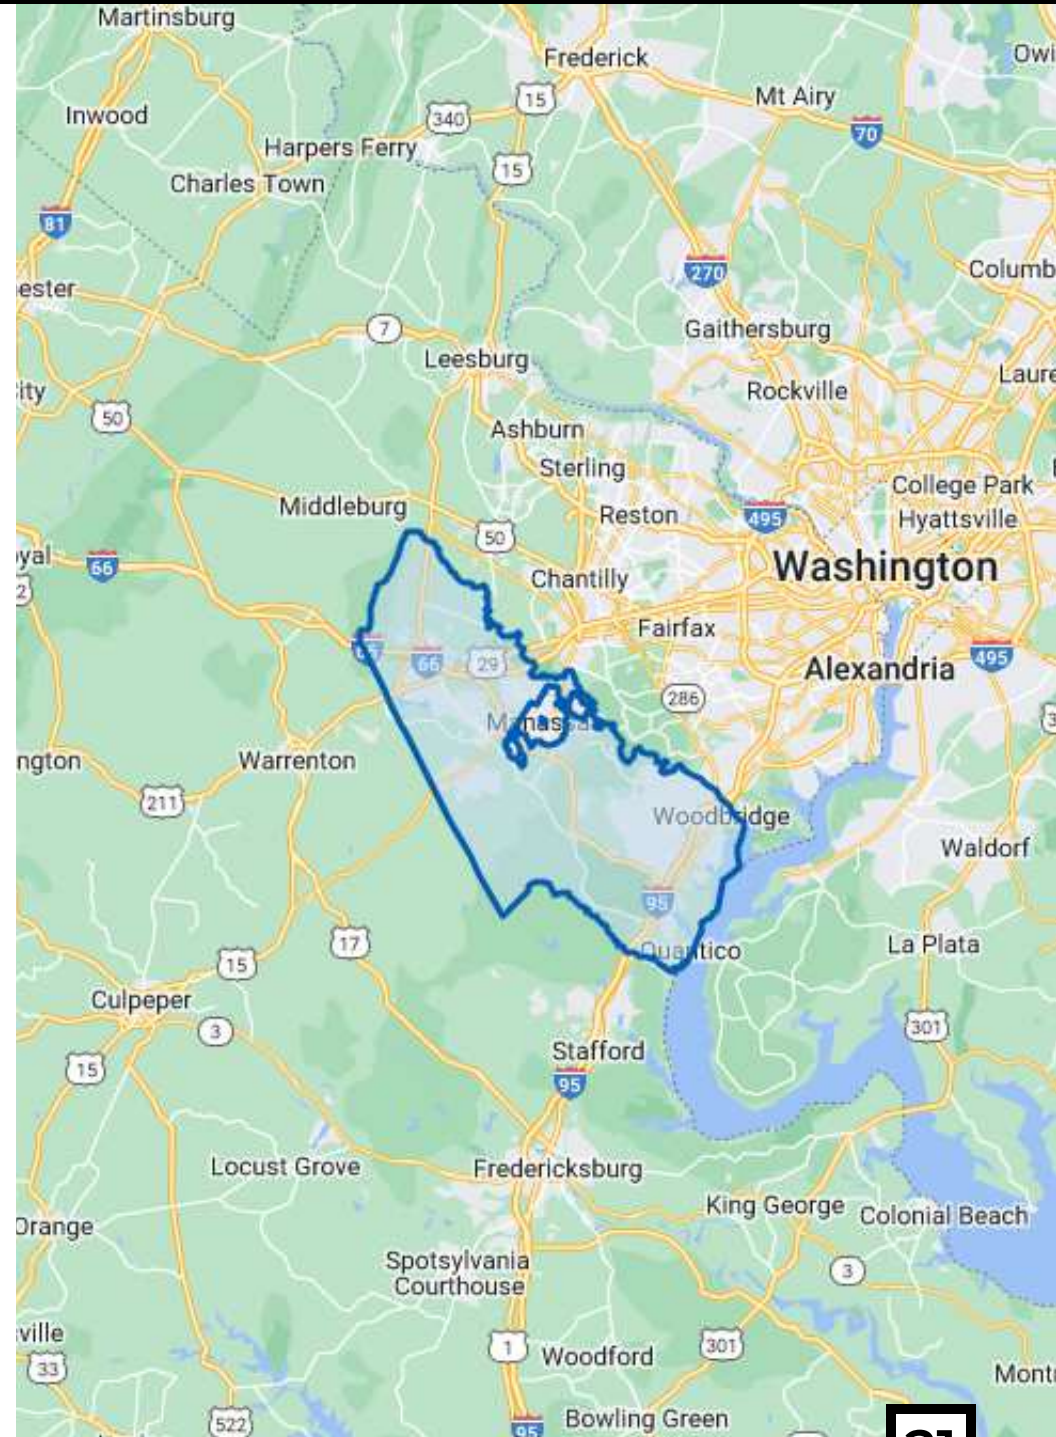 Martinsburg
Frederick
Owi
15
Mt Airy
Inwood
340
70
Harpers Ferry
15
Charles Town
81
270
Columb
ester
7
Gaithersburg
Leesburg
Laure
ity
Rockville
50
Ashburn
Sterling
College Park
Middleburg
Reston
495
Hyattsville
50
yal
66
Washington
2
Chantilly
Fairfax
66
66
29
495
Alexandria
286
3
Manassas
ngton
Warrenton
211
Woodbridge
Waldorf
95
17
Quantico
La Plata
15
Culpeper
3
301
Stafford
15
95
Locust Grove
Fredericksburg
King George
Colonial Beach
Orange
Spotsylvania
Courthouse
3
ville
1
Woodford
301
33
Mont
522
Bowling Green
95